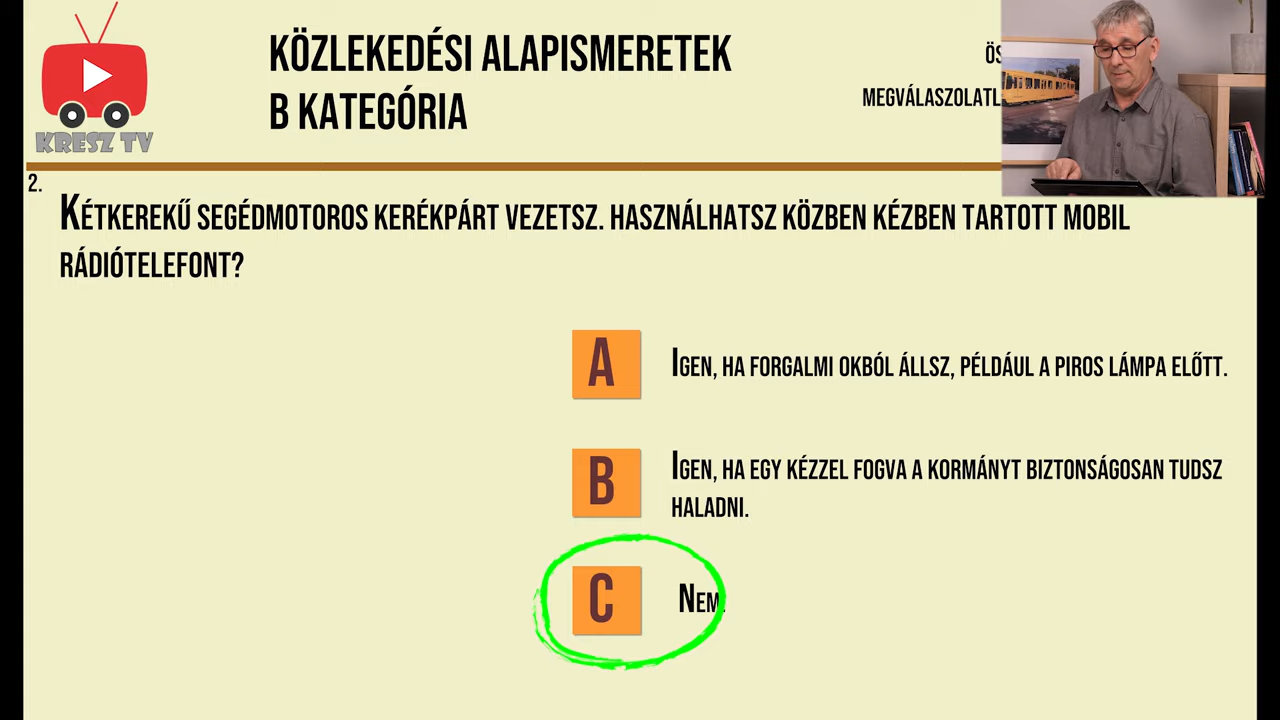 KRESZ TV
KÖZLEKEDÉSI ALAPISMERETEK
B KATEGÓRIA
2.
KÉTKEREKŰ SEGÉDMOTOROS KERÉKPÁRT VEZETSZ. HASZNÁLHATSZ KÖZBEN KÉZBEN TARTOTT MOBIL
RÁDIÓTELEFONT?
A
IGEN, HA FORGALMI OKBÓL ÁLLSZ, PÉLDÁUL A PIROS LÁMPA ELŐTT.
B
IGEN, HA EGY KÉZZEL FOGVA A KORMÁNYT BIZTONSÁGOSAN TUDSZ
HALADNI.
C
NEM.